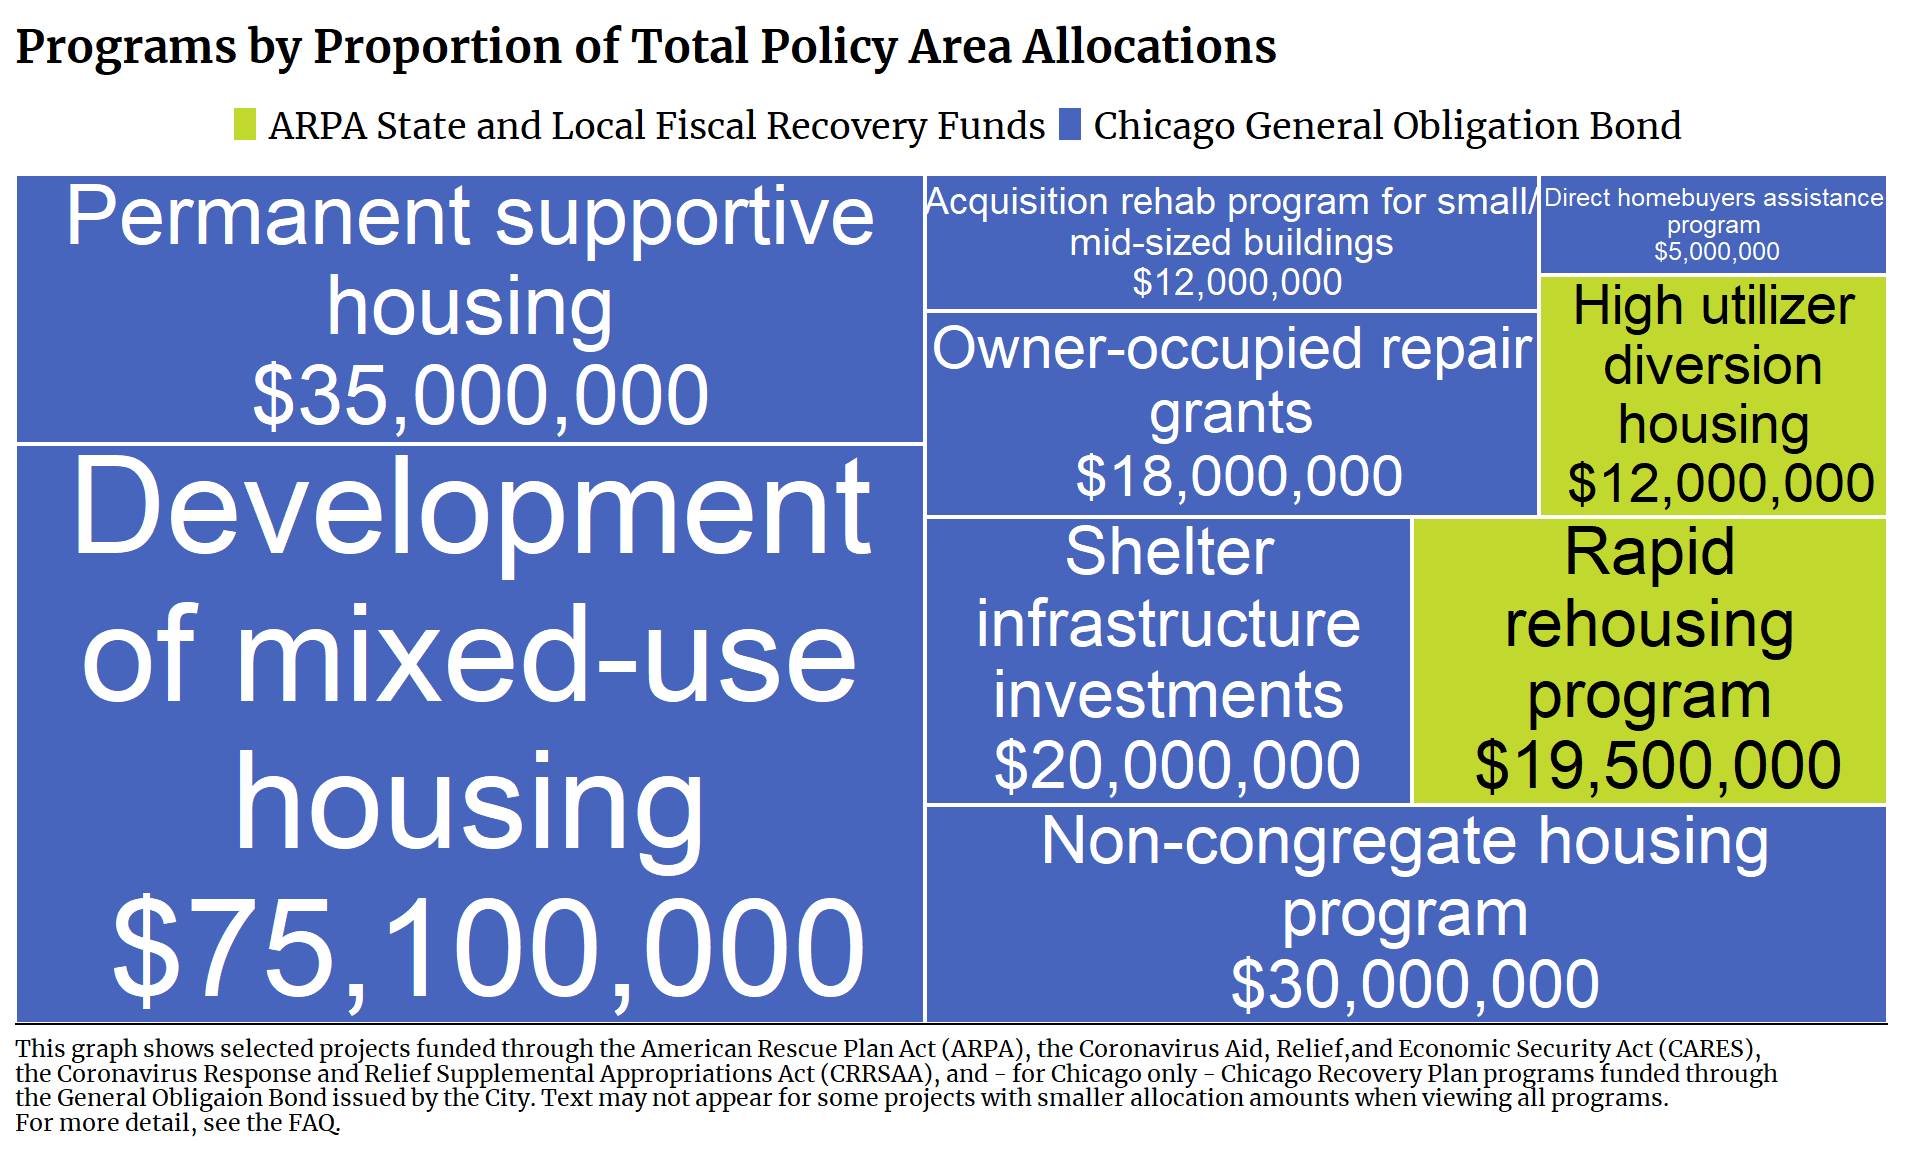 Programs by Proportion of Total Policy Area Allocations
ARPA State and Local Fiscal Recovery Funds
Chicago General Obligation Bond
Permanent supportive
housing
$35,000,000
Development
of mixed-use
housing
$75,100,000
Acquisition rehab program for small/
mid-sized buildings
$12,000,000
Direct homebuyers assistance
program
$5,000,000
Owner-occupied repair
grants
$18,000,000
High utilizer
diversion
housing
$12,000,000
Shelter
infrastructure
investments
$20,000,000
Rapid
rehousing
program
$19,500,000
Non-congregate housing
program
$30,000,000
This graph shows selected projects funded through the American Rescue Plan Act (ARPA), the Coronavirus Aid, Relief,and Economic Security Act (CARES),
the Coronavirus Response and Relief Supplemental Appropriations Act (CRRSAA), and - for Chicago only - Chicago Recovery Plan programs funded through
the General Obligaion Bond issued by the City. Text may not appear for some projects with smaller allocation amounts when viewing all programs.
For more detail, see the FAQ.